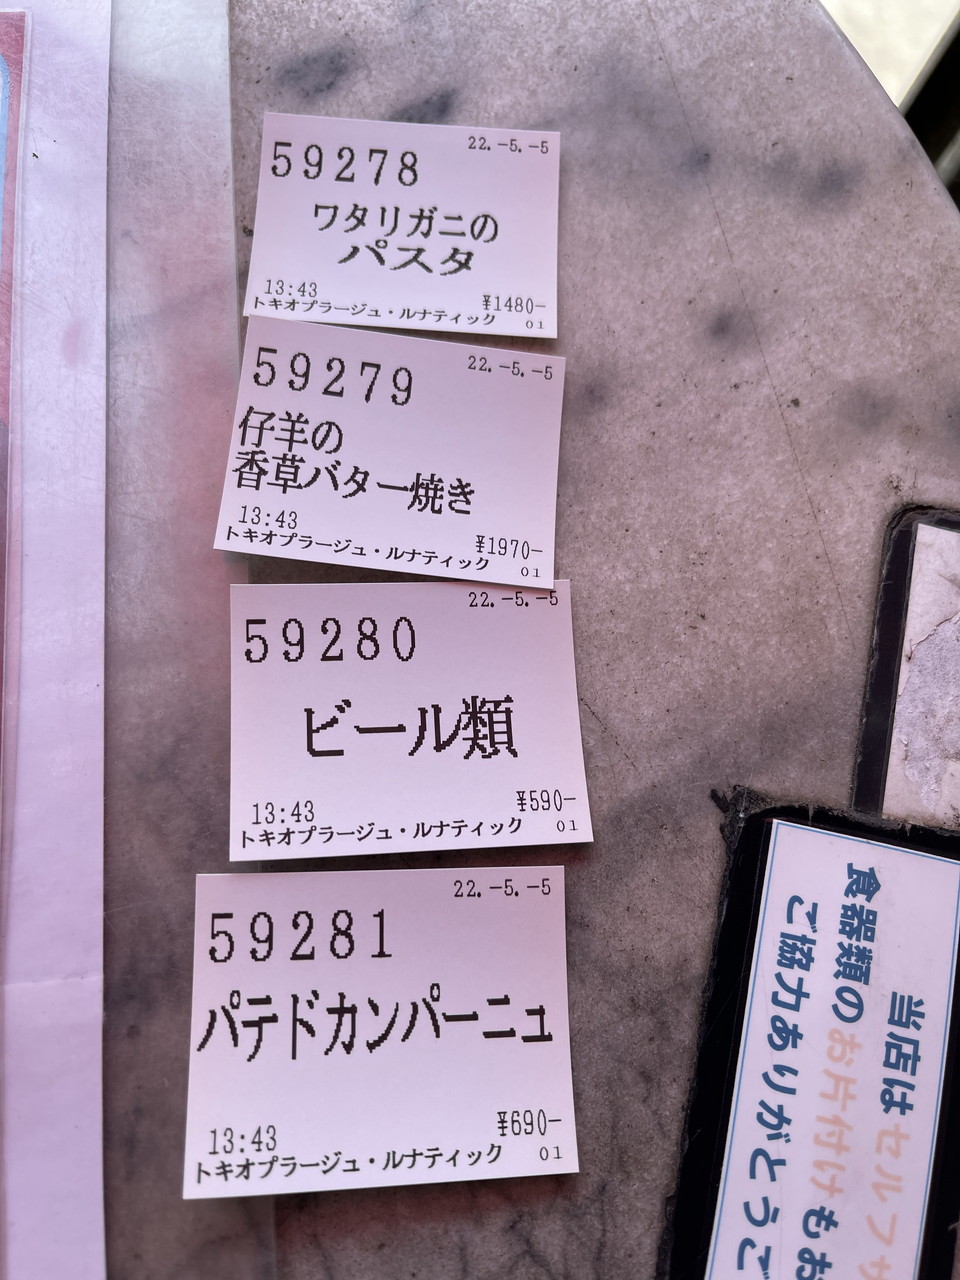 22.-5.-5
59278
ワタリガニの
パスタ
13:43
¥1480-
トキオプラージュ・ルナティック
01
22.-5.-5
59279
仔羊の
香草バター焼き
13:43
¥1970-
トキオプラージュ・ルナティック
01
22.-5.-5
59280
ビール類
13:43
¥590-
トキオプラージュ・ルナティック
01
22.-5.-5
59281
パテドカンパーニュ
13:43
¥690-
トキオプラージュ・ルナティック
01
当店はセルフサ
食器類のお片付けもお
ご協力ありがとうご